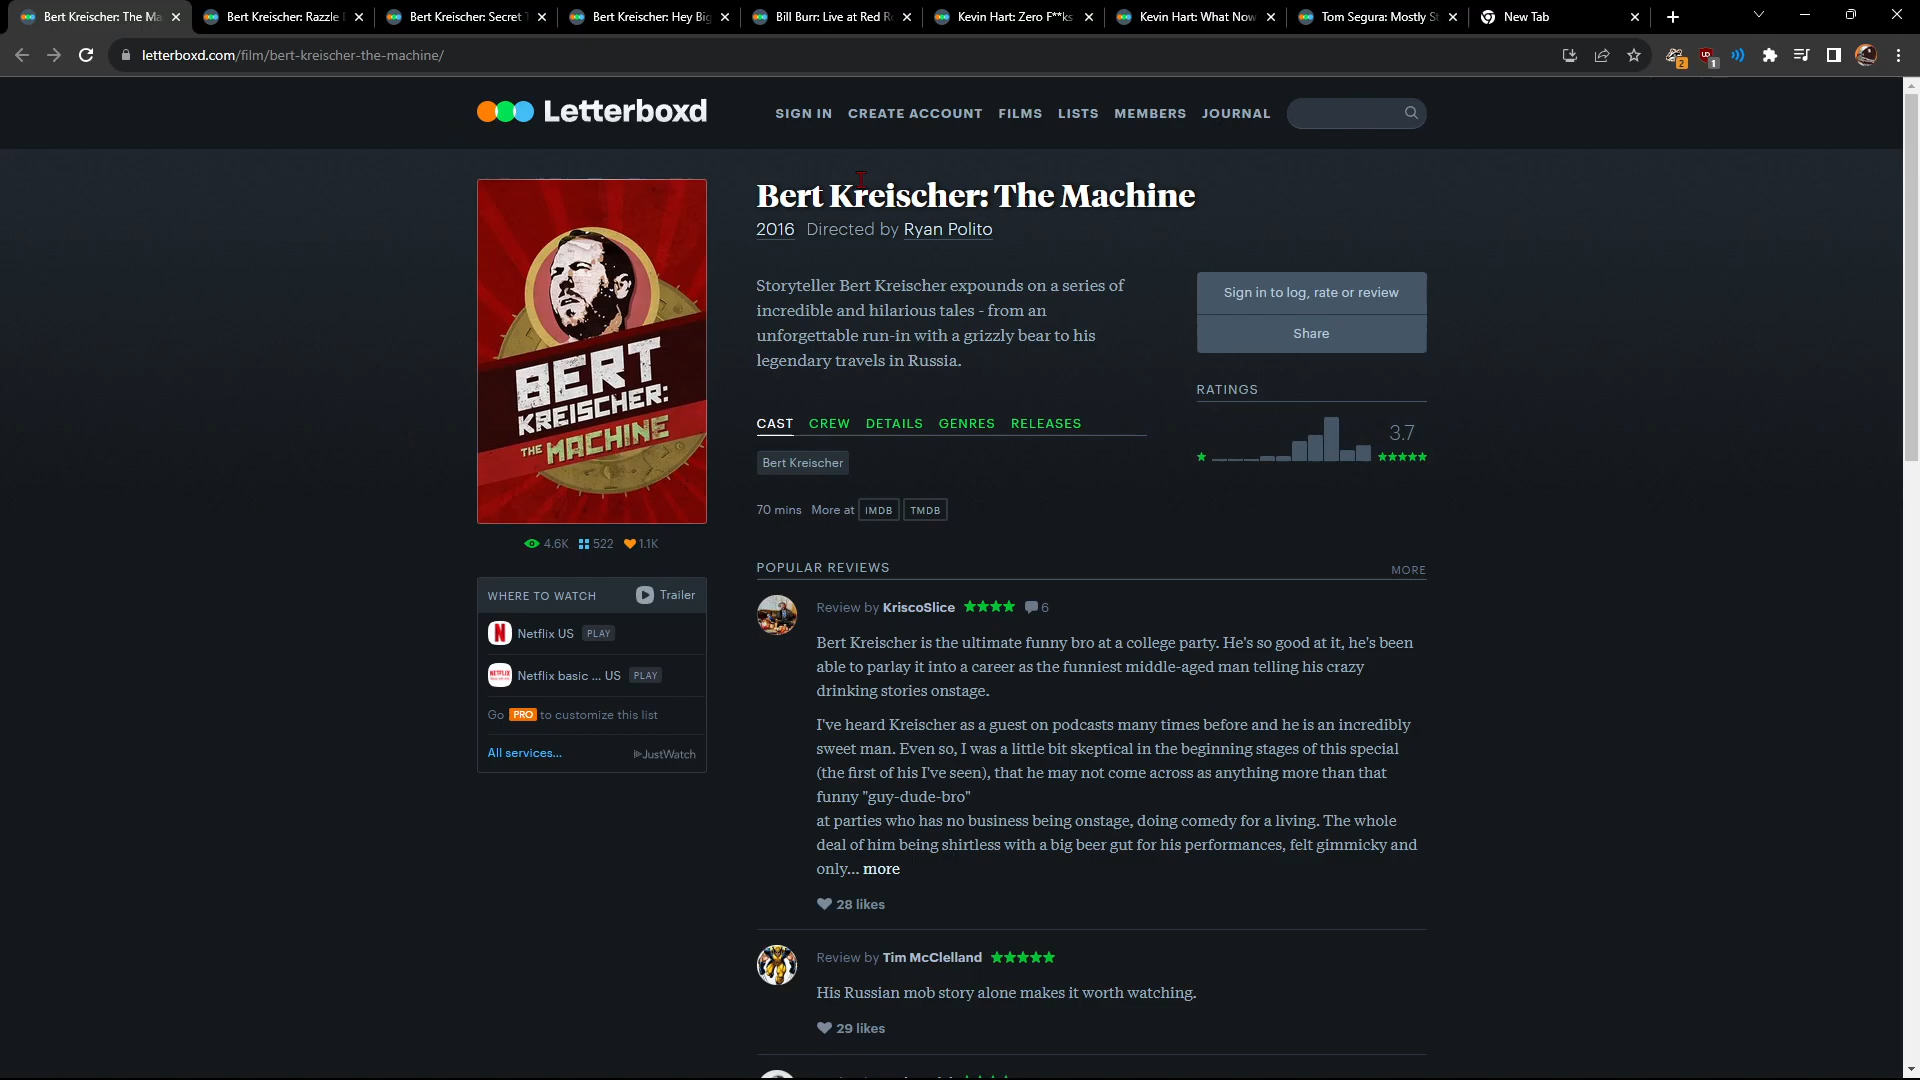 Bert Kreischer: The Ma
Bert Kreischer: Razzle
Bert Kreischer: Secret
Bert Kreischer: Hey Big
Bill Burr: Live at Red R
Kevin Hart: Zero F**ks
Kevin Hart: What Now
Tom Segura: Mostly St
New Tab
letterboxd.com/film/bert-kreischer-the-machine/
2
1
Letterboxd
SIGN IN CREATE ACCOUNT FILMS LISTS MEMBERS JOURNAL
Bert Kreischer: The Machine
2016 Directed by Ryan Polito
BERT
KREISCHER:
THE MACHINE
Storyteller Bert Kreischer expounds on a series of
incredible and hilarious tales - from an
unforgettable run-in with a grizzly bear to his
legendary travels in Russia.
Sign in to log, rate or review
Share
RATINGS
3.7
CAST CREW DETAILS GENRES RELEASES
Bert Kreischer
70 mins More at IMDB TMDB
4.6K 522 1.1K
WHERE TO WATCH Trailer
Netflix US PLAY
Netflix basic ... US PLAY
Go PRO to customize this list
All services... JustWatch
POPULAR REVIEWS MORE
Review by KriscoSlice ★★★★ 6
Bert Kreischer is the ultimate funny bro at a college party. He's so good at it, he's been
able to parlay it into a career as the funniest middle-aged man telling his crazy
drinking stories onstage.
I've heard Kreischer as a guest on podcasts many times before and he is an incredibly
sweet man. Even so, I was a little bit skeptical in the beginning stages of this special
(the first of his I've seen), that he may not come across as anything more than that
funny "guy-dude-bro"
at parties who has no business being onstage, doing comedy for a living. The whole
deal of him being shirtless with a big beer gut for his performances, felt gimmicky and
only... more
28 likes
Review by Tim McClelland ★★★★★
His Russian mob story alone makes it worth watching.
29 likes